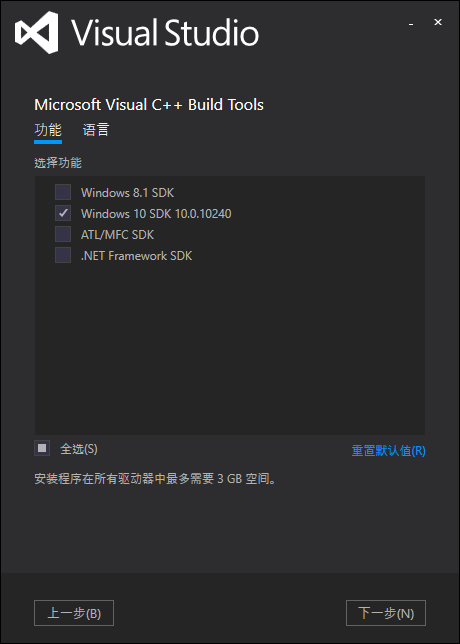 Visual Studio
Microsoft Visual C++ Build Tools
功能 语言
选择功能
Windows 8.1 SDK
Windows 10 SDK 10.0.10240
ATL/MFC SDK
.NET Framework SDK
全选(S) 重置默认值(R)
安装程序在所有驱动器中最多需要 3 GB 空间。
上一步(B) 下一步(N)